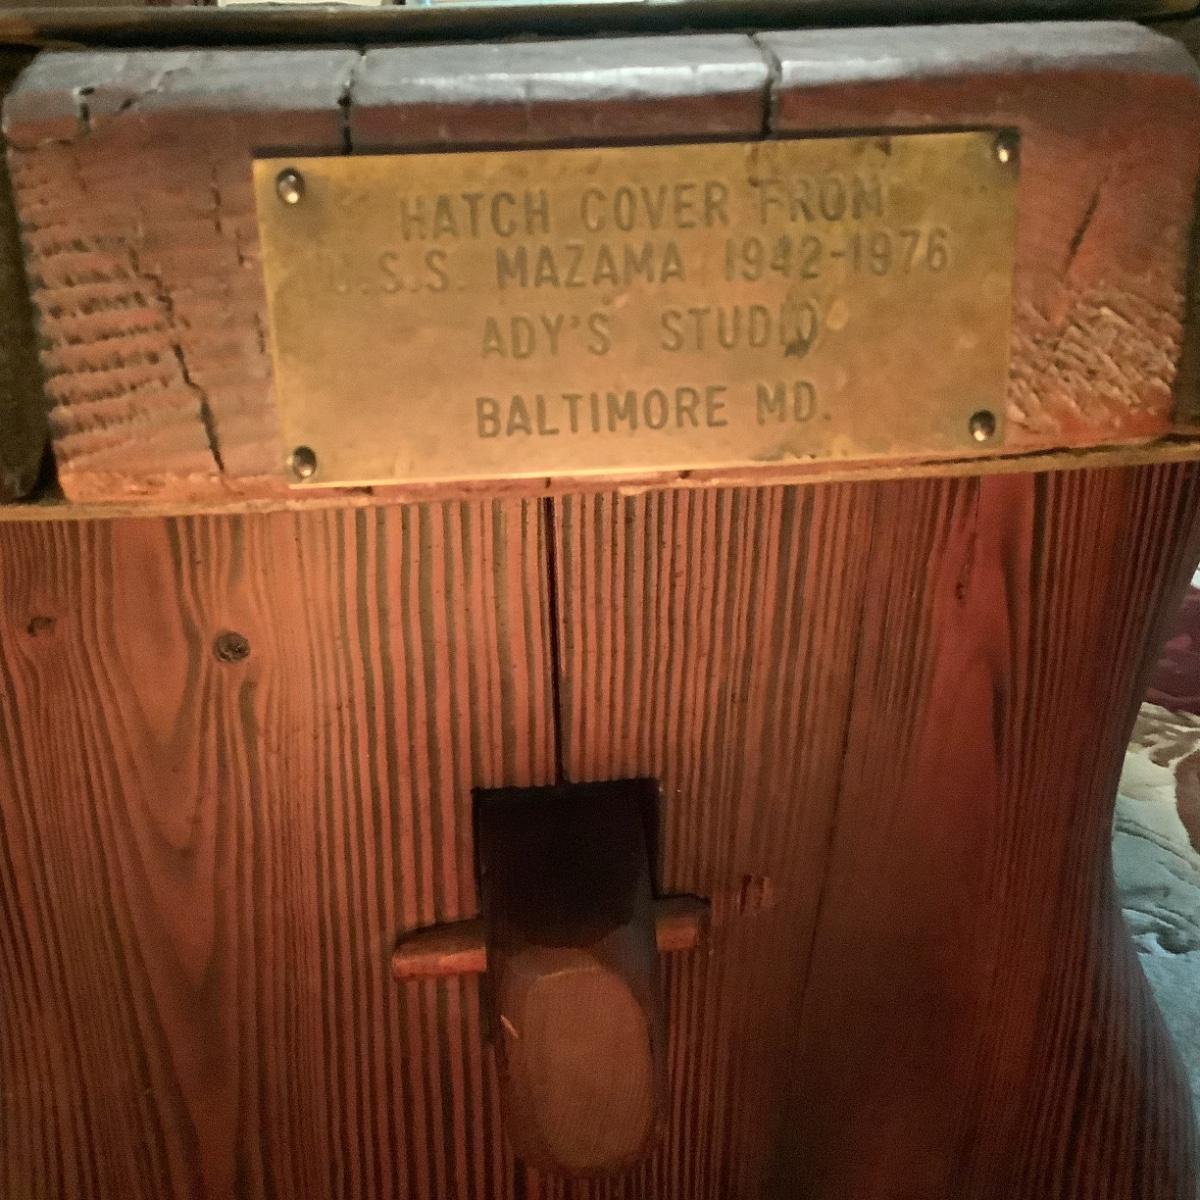 HATCH COVER FROM
U.S.S. MAZAMA 1942-1976
ADY'S STUDIO
BALTIMORE MD.